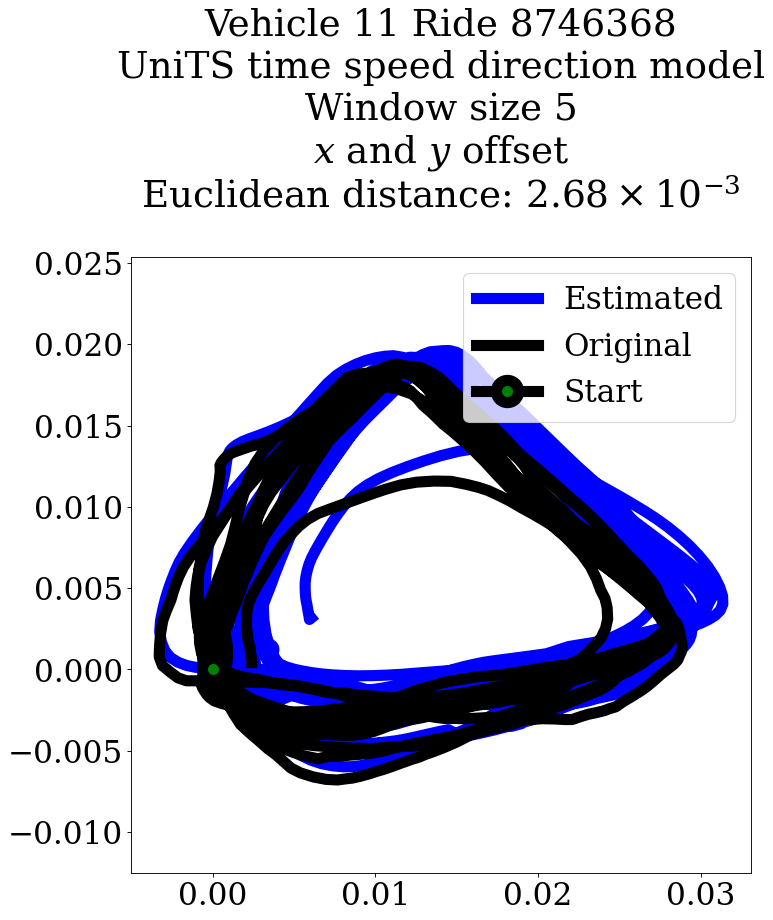 Vehicle 11 Ride 8746368
UniTS time speed direction model
Window size 5
x and y offset
Euclidean distance: 2.68 × 10⁻³
0.025
0.020
0.015
0.010
0.005
0.000
−0.005
−0.010
Estimated
Original
Start
0.00 0.01 0.02 0.03